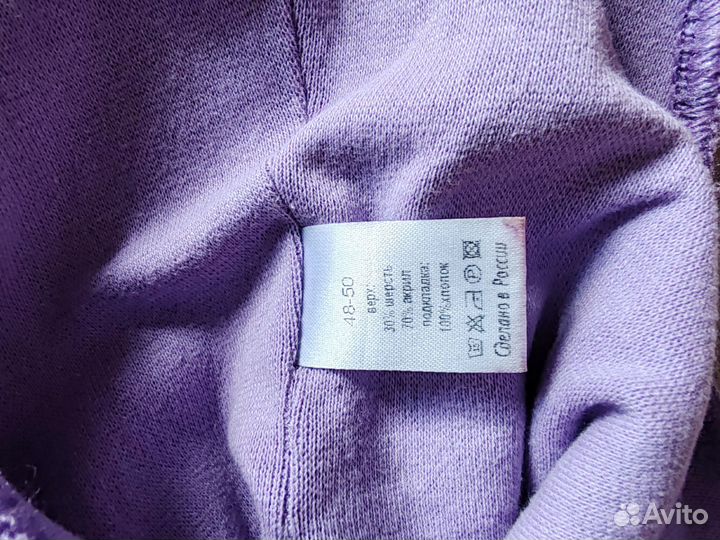 48-50
верх:
30% шерсть
70% акрил
подкладка:
100%хлопок
Сделано в России
Avito